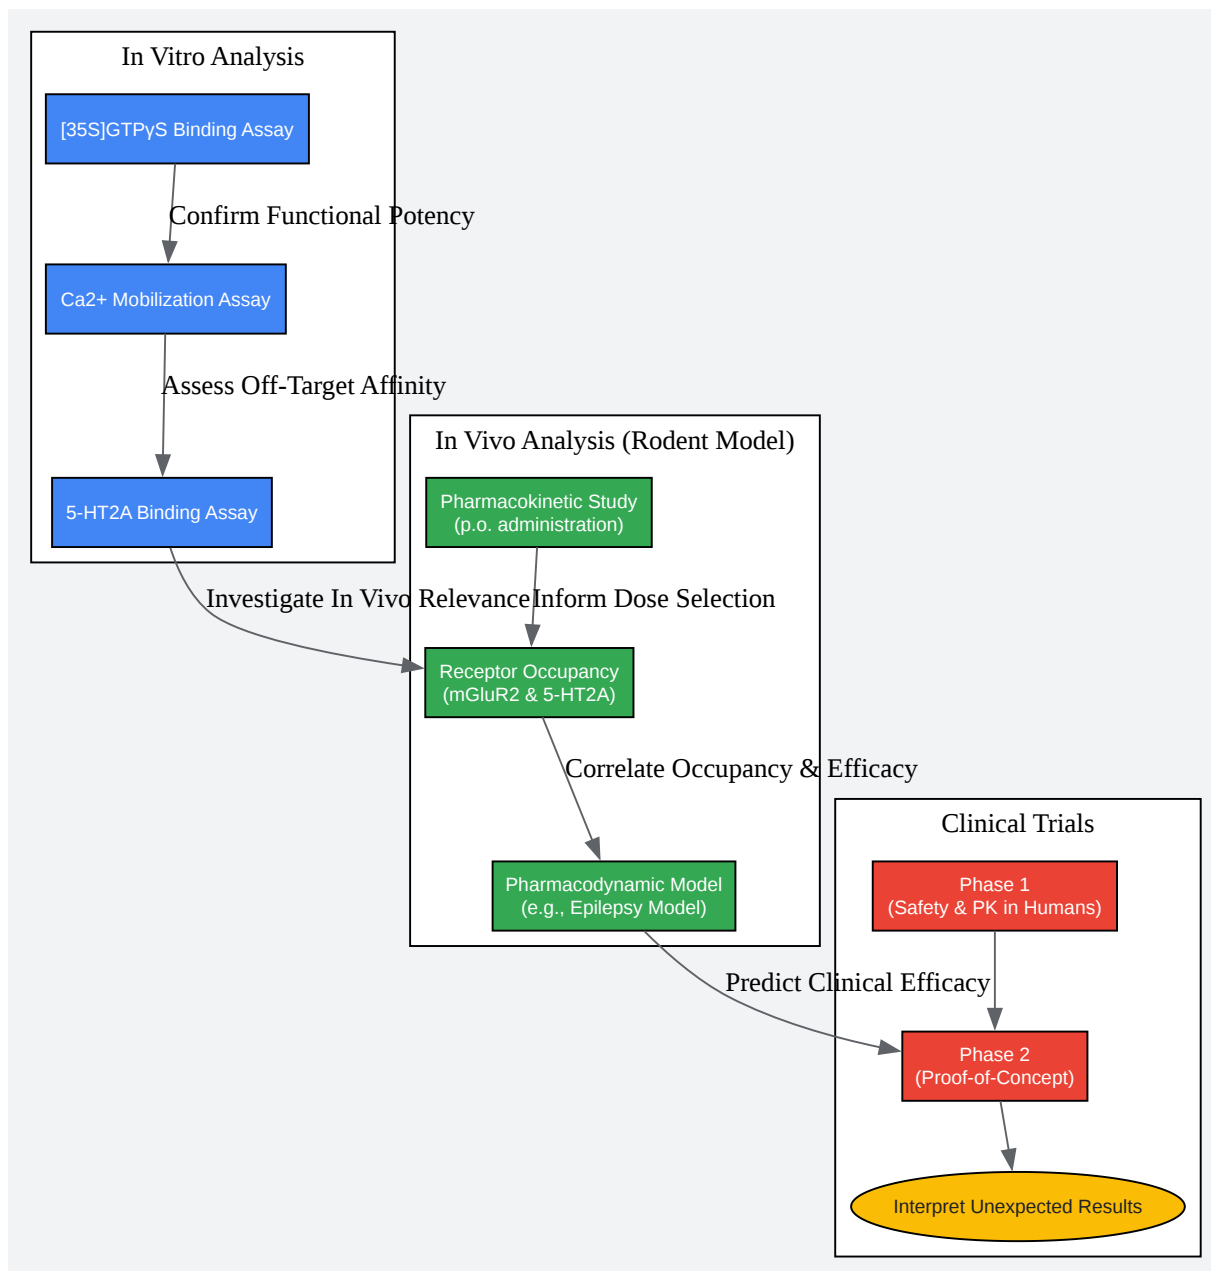 In Vitro Analysis
[35S]GTPγS Binding Assay
Confirm Functional Potency
Ca2+ Mobilization Assay
Assess Off-Target Affinity
5-HT2A Binding Assay
In Vivo Analysis (Rodent Model)
Pharmacokinetic Study
(p.o. administration)
Investigate In Vivo Relevance
Inform Dose Selection
Receptor Occupancy
(mGluR2 & 5-HT2A)
Correlate Occupancy & Efficacy
Pharmacodynamic Model
(e.g., Epilepsy Model)
Clinical Trials
Phase 1
(Safety & PK in Humans)
Predict Clinical Efficacy
Phase 2
(Proof-of-Concept)
Interpret Unexpected Results